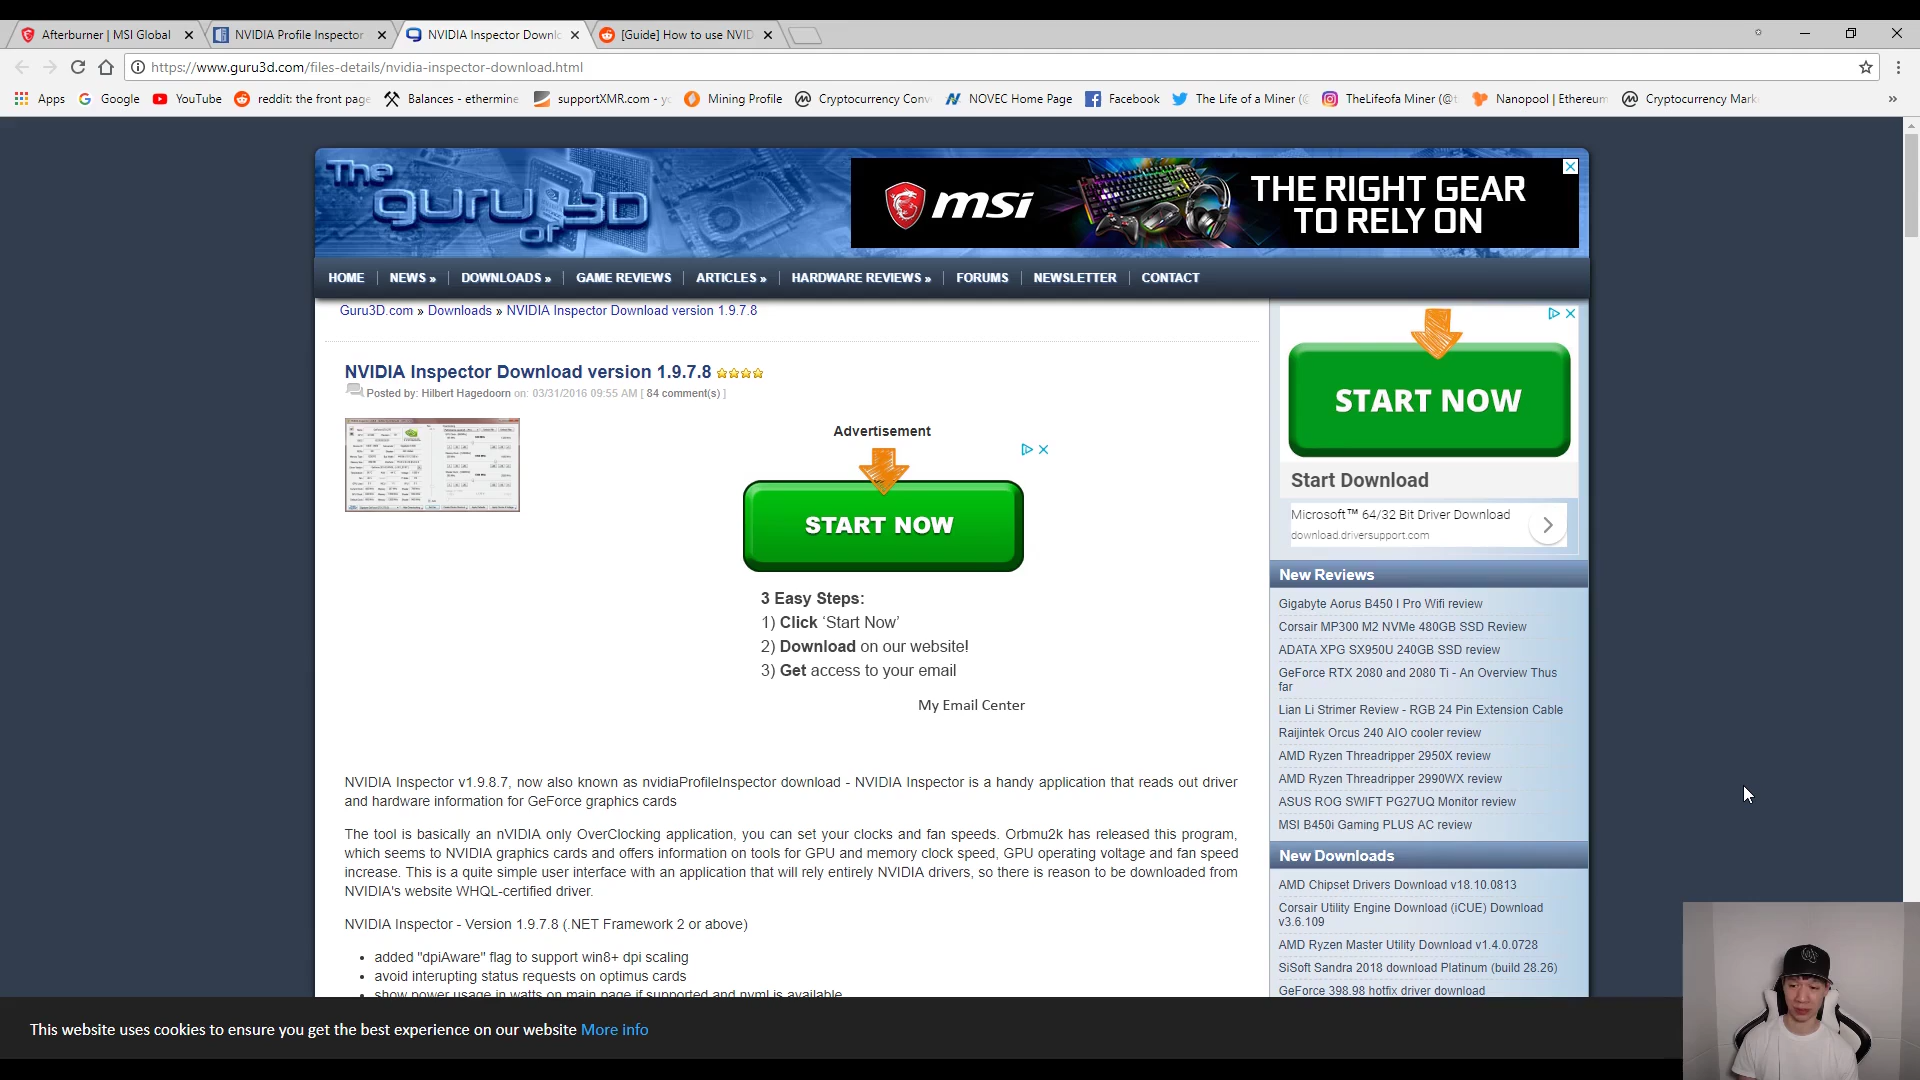 Afterburner | MSI Global
NVIDIA Profile Inspector
NVIDIA Inspector Downlo
[Guide] How to use NVID
https://www.guru3d.com/files-details/nvidia-inspector-download.html
Apps
Google
YouTube
reddit: the front page
Balances - ethermine
supportXMR.com - yo
Mining Profile
Cryptocurrency Conv
NOVEC Home Page
Facebook
The Life of a Miner (@
TheLifeofa Miner (@t
Nanopool | Ethereum
Cryptocurrency Mark
»
The guru of 3D
msi
THE RIGHT GEAR
TO RELY ON
HOME
NEWS »
DOWNLOADS »
GAME REVIEWS
ARTICLES »
HARDWARE REVIEWS »
FORUMS
NEWSLETTER
CONTACT
Guru3D.com » Downloads » NVIDIA Inspector Download version 1.9.7.8
NVIDIA Inspector Download version 1.9.7.8
Posted by: Hilbert Hagedoorn on: 03/31/2016 09:55 AM [ 84 comment(s) ]
Advertisement
START NOW
3 Easy Steps:
1) Click ‘Start Now’
2) Download on our website!
3) Get access to your email
My Email Center
NVIDIA Inspector v1.9.8.7, now also known as nvidiaProfileInspector download - NVIDIA Inspector is a handy application that reads out driver
and hardware information for GeForce graphics cards
The tool is basically an nVIDIA only OverClocking application, you can set your clocks and fan speeds. Orbmu2k has released this program,
which seems to NVIDIA graphics cards and offers information on tools for GPU and memory clock speed, GPU operating voltage and fan speed
increase. This is a quite simple user interface with an application that will rely entirely NVIDIA drivers, so there is reason to be downloaded from
NVIDIA's website WHQL-certified driver.
NVIDIA Inspector - Version 1.9.7.8 (.NET Framework 2 or above)
• added "dpiAware" flag to support win8+ dpi scaling
• avoid interupting status requests on optimus cards
• show power usage in watts on main page if supported and nvml is available
START NOW
Start Download
Microsoft™ 64/32 Bit Driver Download
download.driversupport.com
New Reviews
Gigabyte Aorus B450 I Pro Wifi review
Corsair MP300 M2 NVMe 480GB SSD Review
ADATA XPG SX950U 240GB SSD review
GeForce RTX 2080 and 2080 Ti - An Overview Thus
far
Lian Li Strimer Review - RGB 24 Pin Extension Cable
Raijintek Orcus 240 AIO cooler review
AMD Ryzen Threadripper 2950X review
AMD Ryzen Threadripper 2990WX review
ASUS ROG SWIFT PG27UQ Monitor review
MSI B450i Gaming PLUS AC review
New Downloads
AMD Chipset Drivers Download v18.10.0813
Corsair Utility Engine Download (iCUE) Download
v3.6.109
AMD Ryzen Master Utility Download v1.4.0.0728
SiSoft Sandra 2018 download Platinum (build 28.26)
GeForce 398.98 hotfix driver download
This website uses cookies to ensure you get the best experience on our website More info